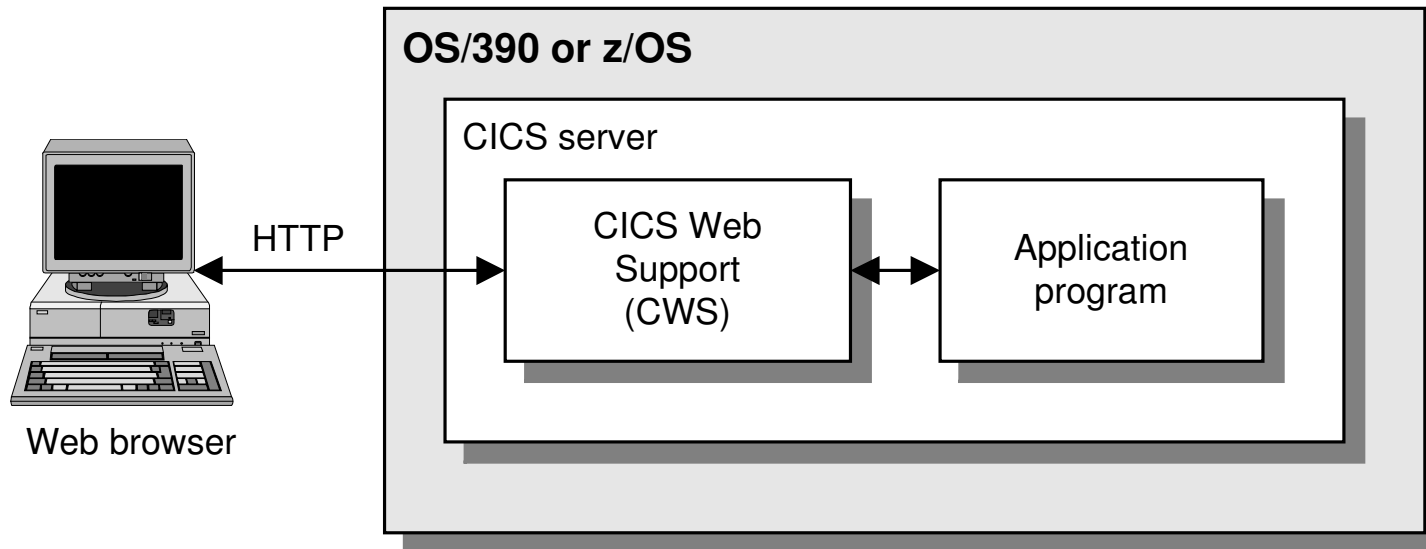 OS/390 or z/OS
CICS server
HTTP
CICS Web
Support
(CWS)
Application
program
Web browser